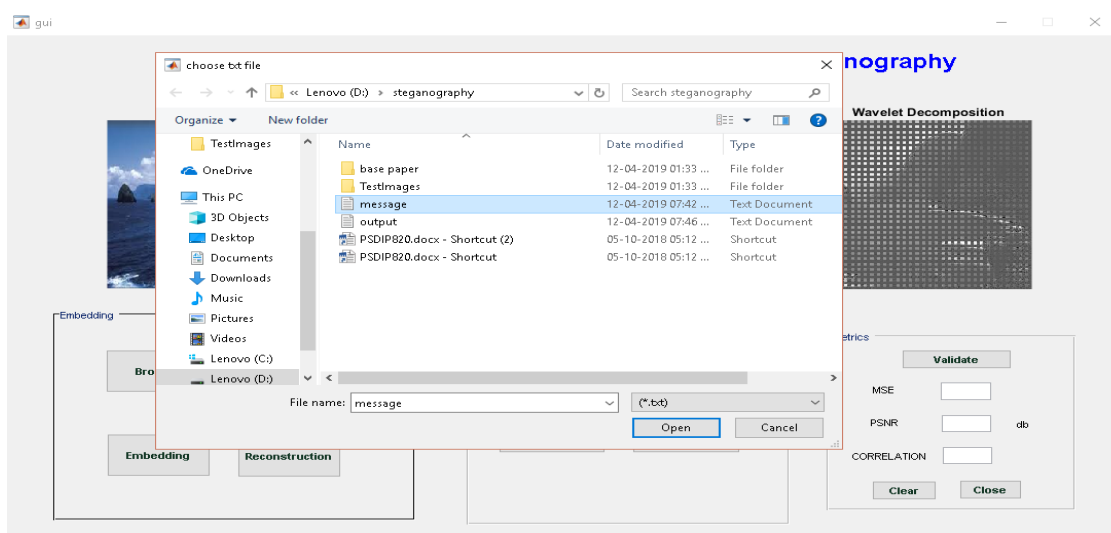 gui
choose txt file
nography
« Lenovo (D:) > steganography
Search steganography
Organize
New folder
Wavelet Decomposition
TestImages
OneDrive
This PC
3D Objects
Desktop
Documents
Downloads
Music
Pictures
Videos
Lenovo (C:)
Lenovo (D:)
Name Date modified Type
base paper 12-04-2019 01:33 ... File folder
TestImages 12-04-2019 01:33 ... File folder
message 12-04-2019 07:42 ... Text Document
output 12-04-2019 07:46 ... Text Document
PSDIP820.docx - Shortcut (2) 05-10-2018 05:12 ... Shortcut
PSDIP820.docx - Shortcut 05-10-2018 05:12 ... Shortcut
File name: message (*.txt)
Open Cancel
Embedding
Bro
Embedding Reconstruction
etrics
Validate
MSE
PSNR db
CORRELATION
Clear Close